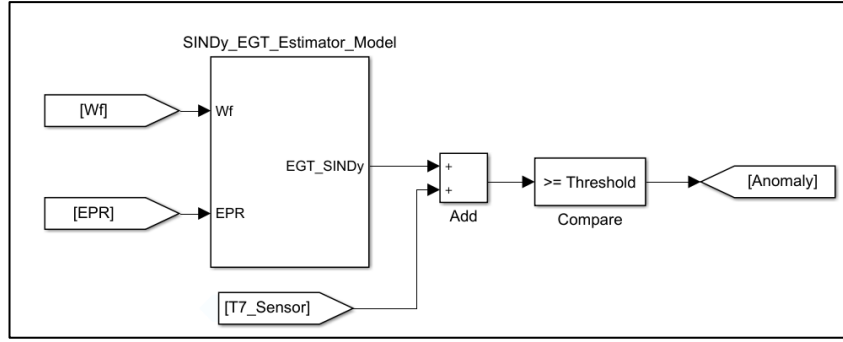 SINDy_EGT_Estimator_Model
[Wf]
Wf
EGT_SINDy
[EPR]
EPR
+
+
Add
>= Threshold
Compare
[Anomaly]
[T7_Sensor]